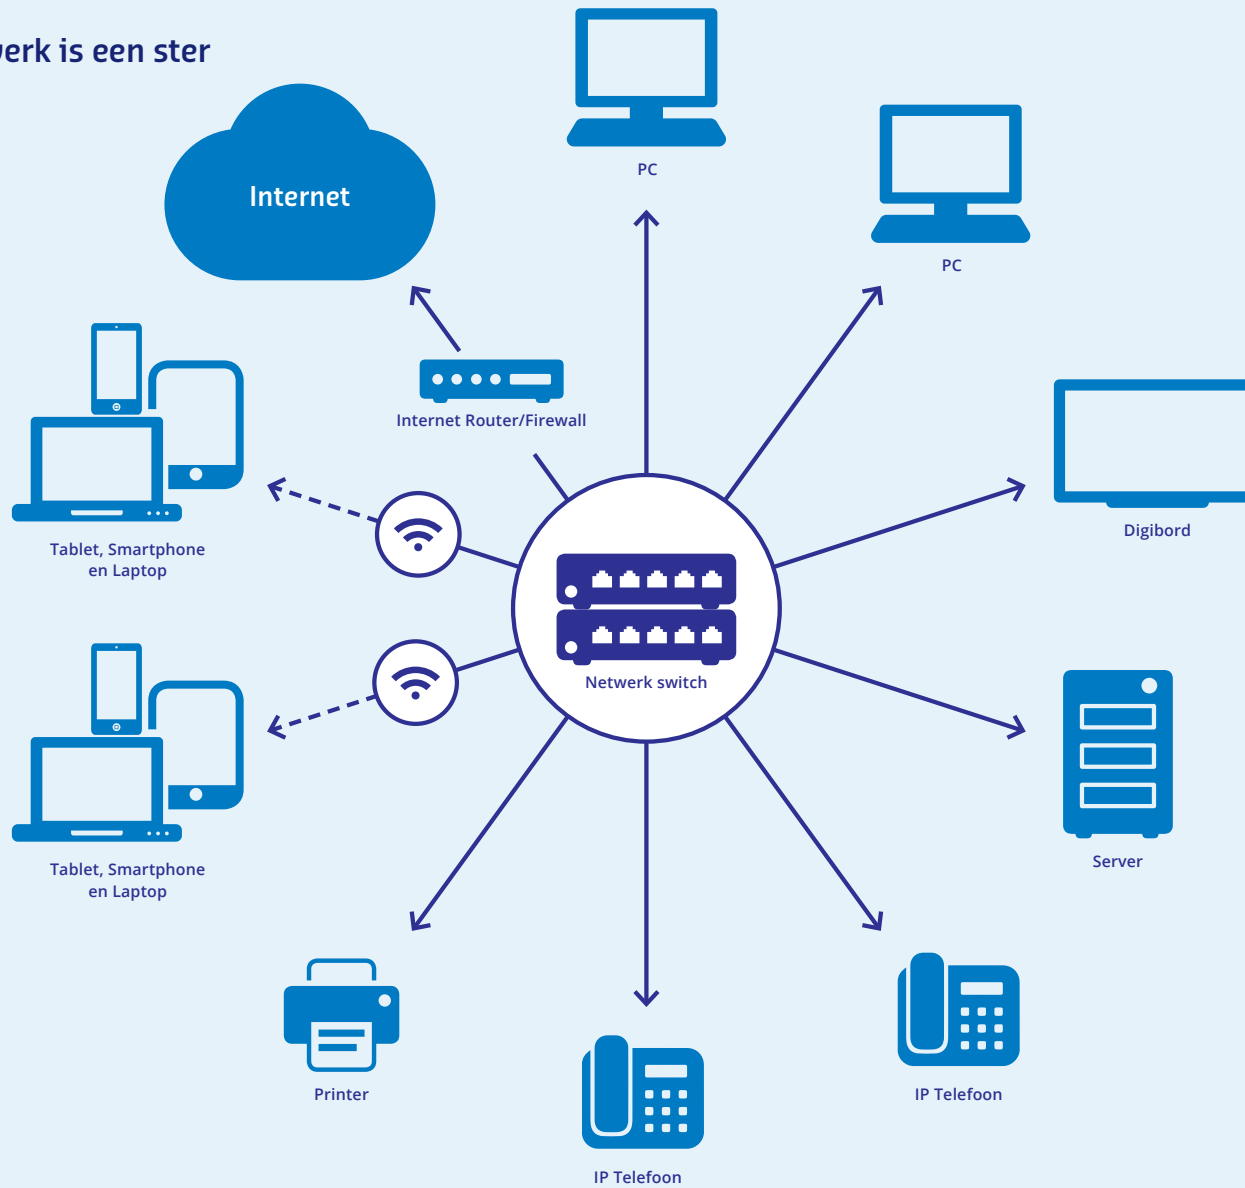 erk is een ster
Internet
PC
PC
Internet Router/Firewall
Digibord
Tablet, Smartphone
en Laptop
Netwerk switch
Tablet, Smartphone
en Laptop
Server
Printer
IP Telefoon
IP Telefoon